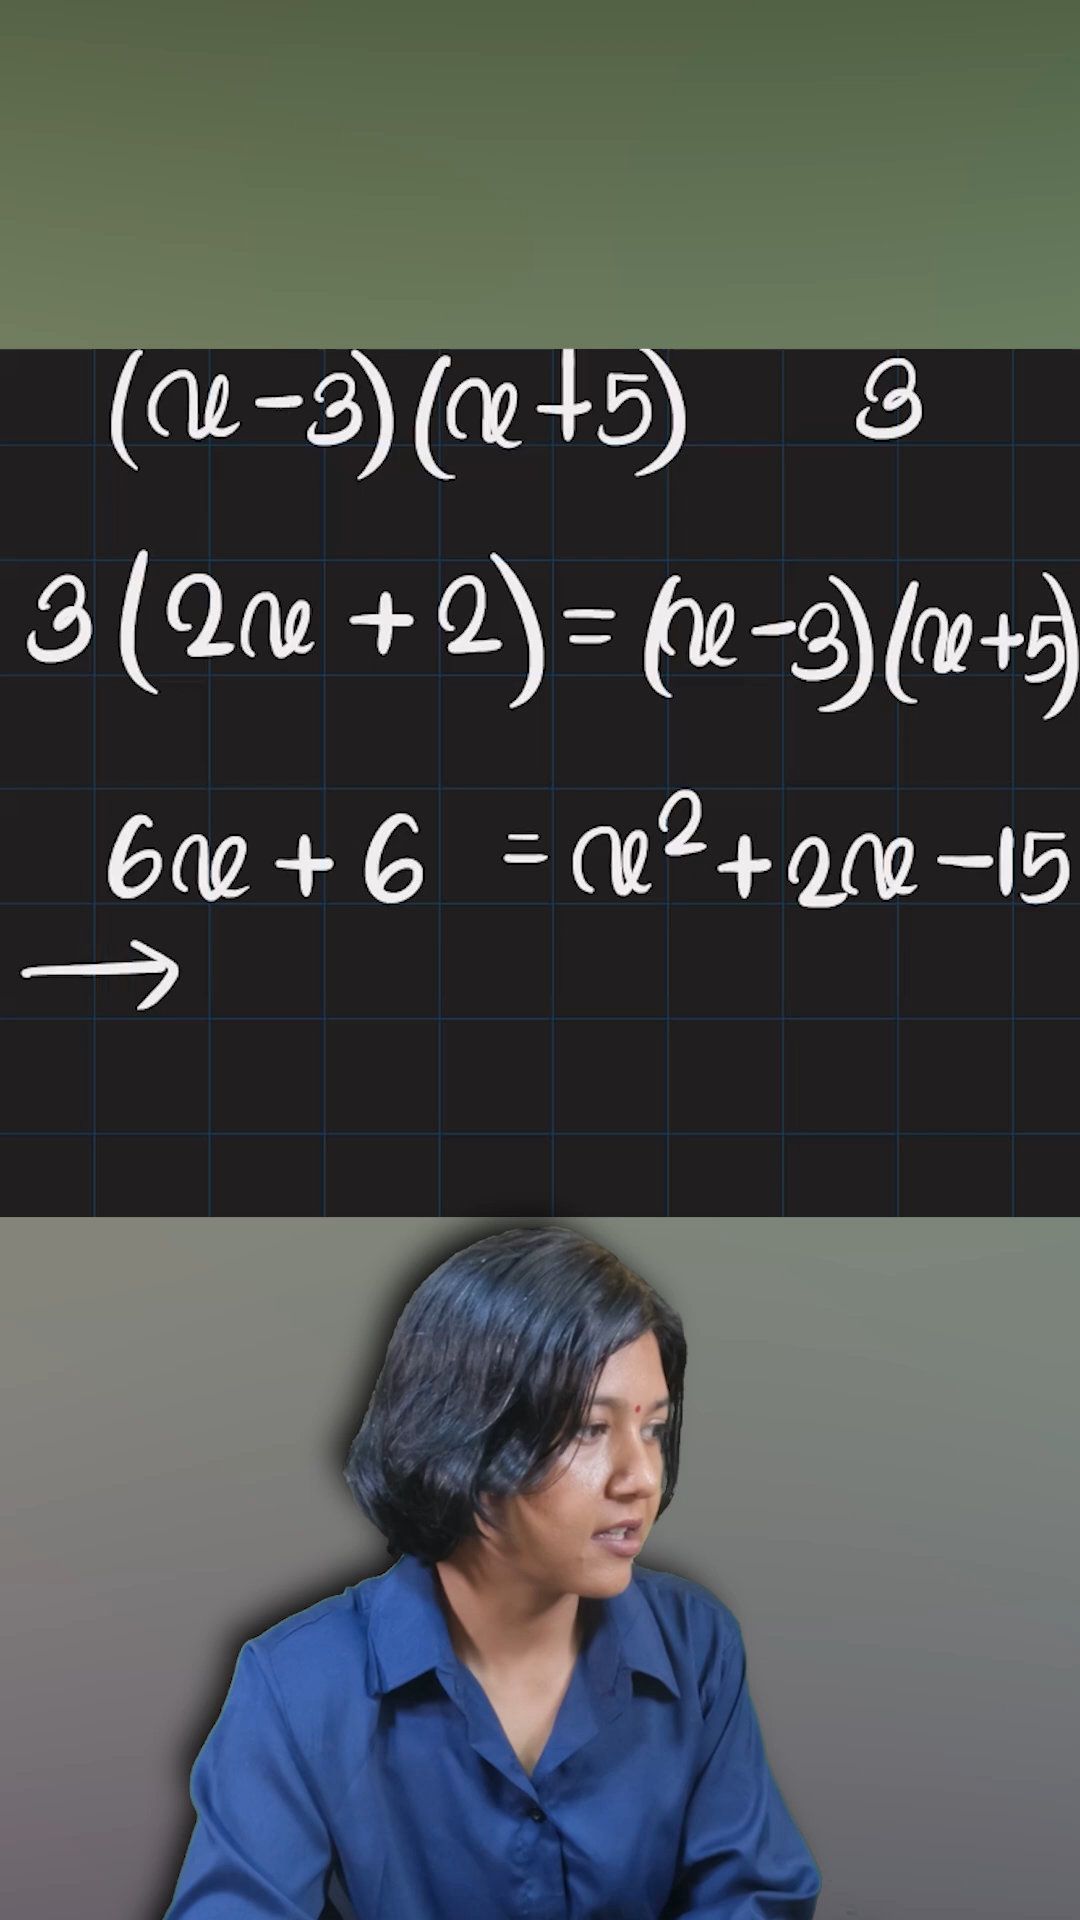 (x-3)(x+5) 3
3(2x+2)=(x-3)(x+5)
6x+6 =x²+2x-15
→